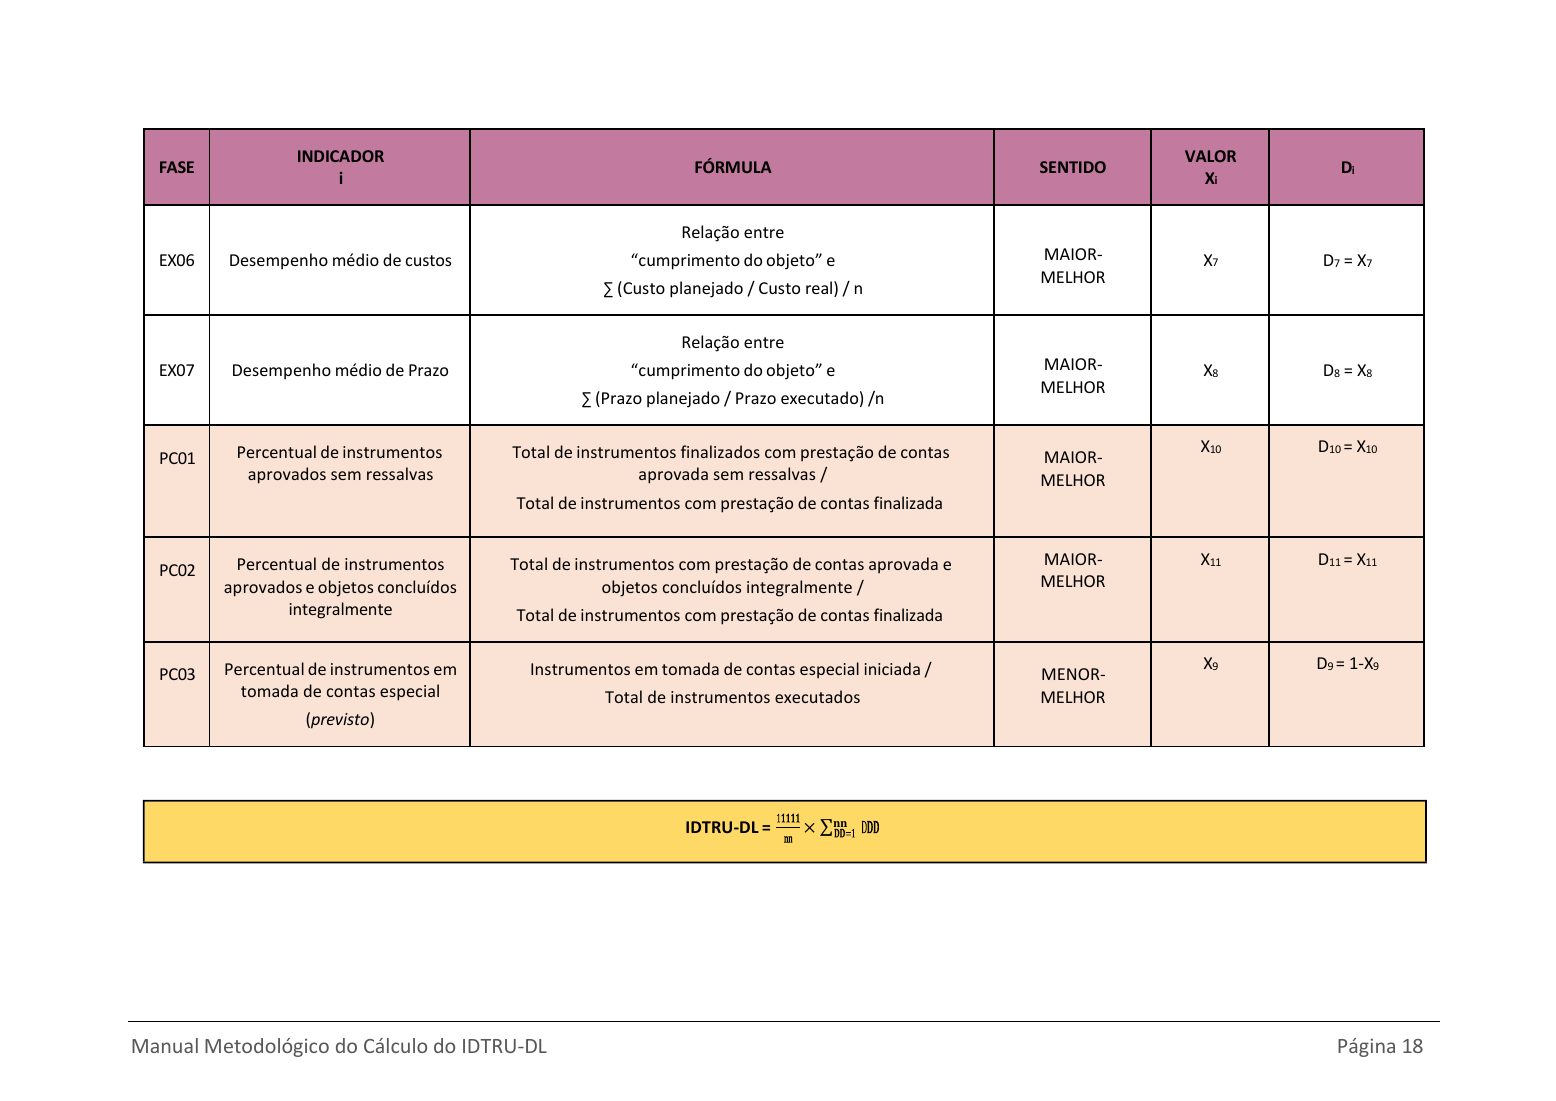 FASE
INDICADOR
i
FÓRMULA
SENTIDO
VALOR
Xi
Di
EX06
Desempenho médio de custos
Relação entre
“cumprimento do objeto” e
∑ (Custo planejado / Custo real) / n
MAIOR-
MELHOR
X7
D7 = X7
EX07
Desempenho médio de Prazo
Relação entre
“cumprimento do objeto” e
∑ (Prazo planejado / Prazo executado) /n
MAIOR-
MELHOR
X8
D8 = X8
PC01
Percentual de instrumentos
aprovados sem ressalvas
Total de instrumentos finalizados com prestação de contas
aprovada sem ressalvas /
Total de instrumentos com prestação de contas finalizada
MAIOR-
MELHOR
X10
D10 = X10
PC02
Percentual de instrumentos
aprovados e objetos concluídos
integralmente
Total de instrumentos com prestação de contas aprovada e
objetos concluídos integralmente /
Total de instrumentos com prestação de contas finalizada
MAIOR-
MELHOR
X11
D11 = X11
PC03
Percentual de instrumentos em
tomada de contas especial
(previsto)
Instrumentos em tomada de contas especial iniciada /
Total de instrumentos executados
MENOR-
MELHOR
X9
D9 = 1-X9
IDTRU-DL = 11111/nn × ∑nn DD=1 DDD
Manual Metodológico do Cálculo do IDTRU-DL
Página 18